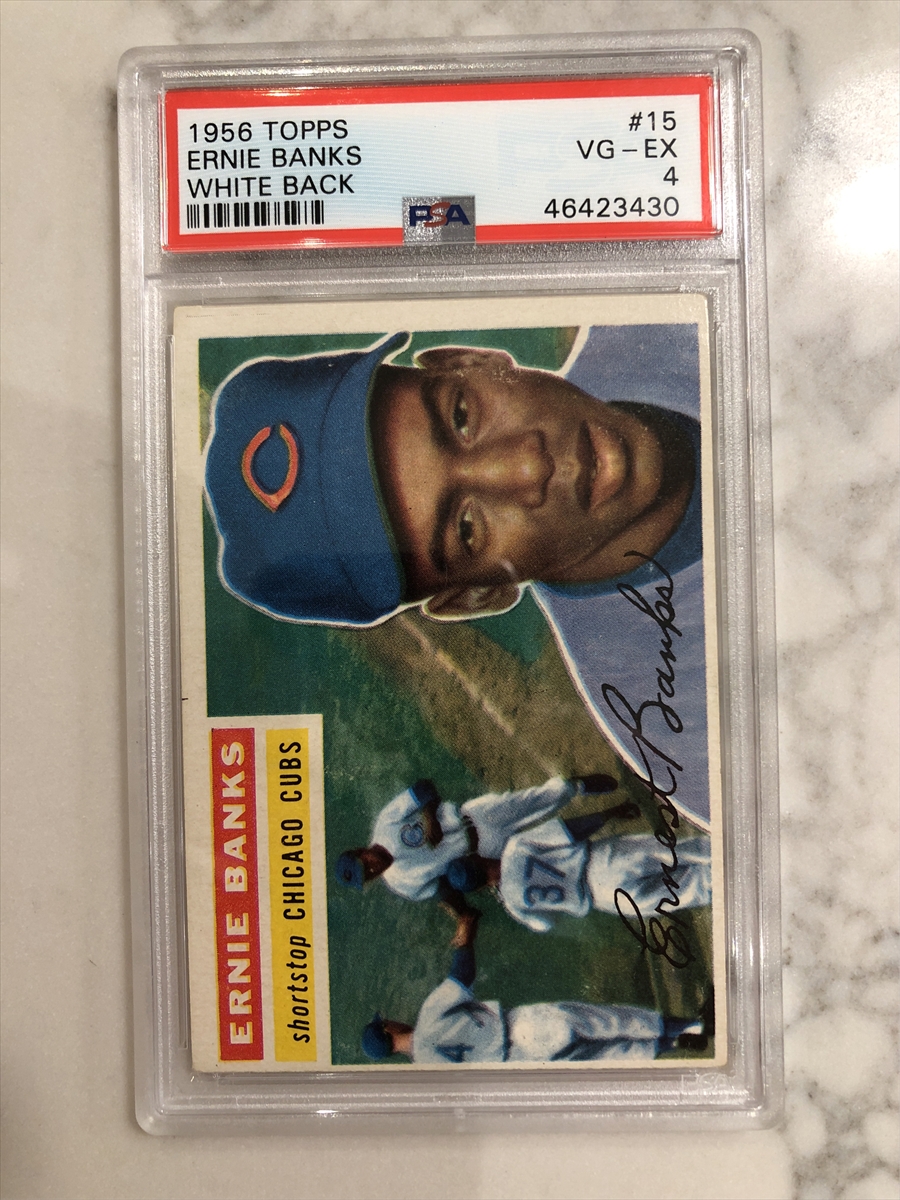 1956 TOPPS #15
ERNIE BANKS VG-EX
WHITE BACK 4
PSA 46423430
C
ERNIE BANKS
shortstop CHICAGO CUBS
37
4
Ernest Banks